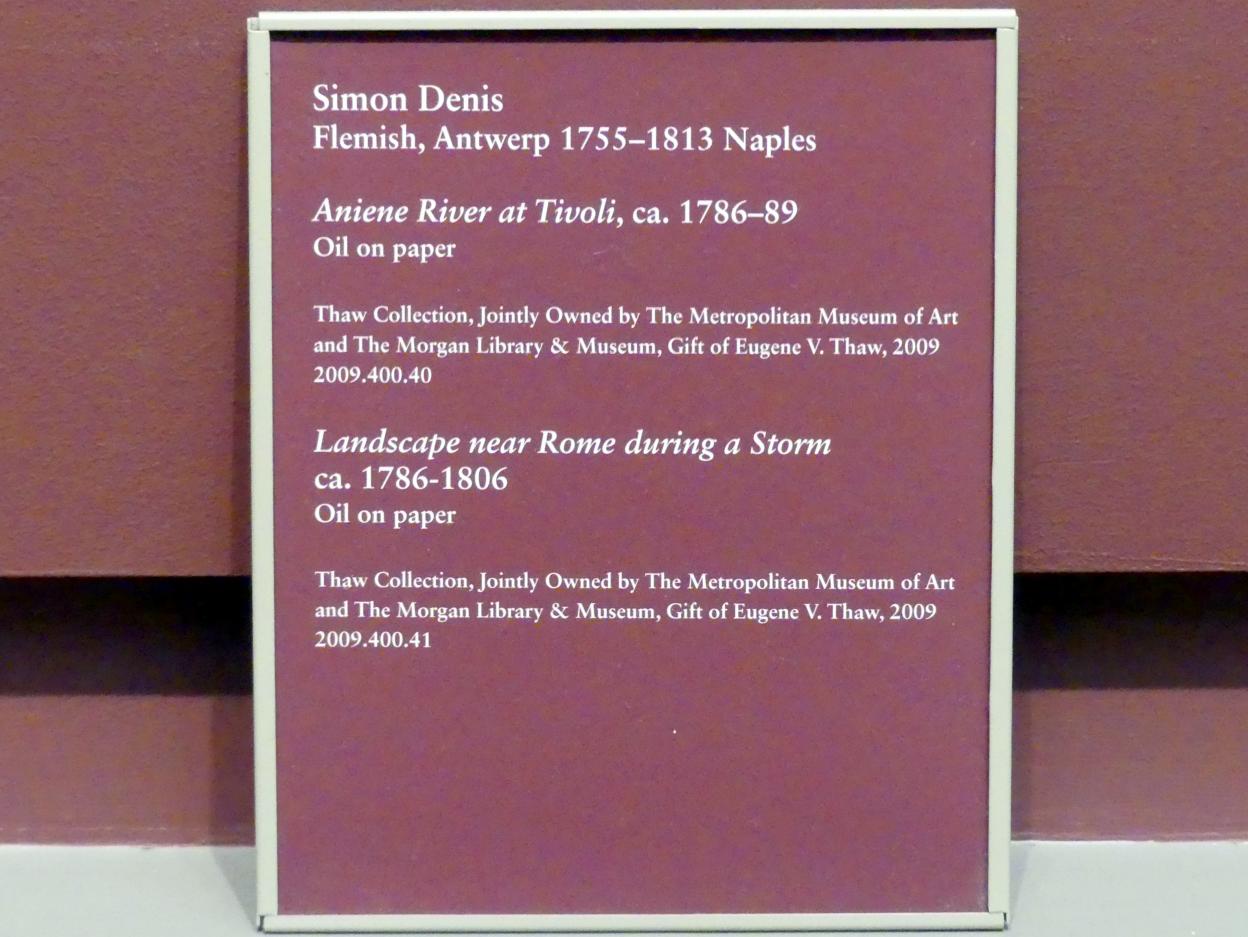 Simon Denis
Flemish, Antwerp 1755–1813 Naples
Aniene River at Tivoli, ca. 1786–89
Oil on paper
Thaw Collection, Jointly Owned by The Metropolitan Museum of Art
and The Morgan Library & Museum, Gift of Eugene V. Thaw, 2009
2009.400.40
Landscape near Rome during a Storm
ca. 1786-1806
Oil on paper
Thaw Collection, Jointly Owned by The Metropolitan Museum of Art
and The Morgan Library & Museum, Gift of Eugene V. Thaw, 2009
2009.400.41